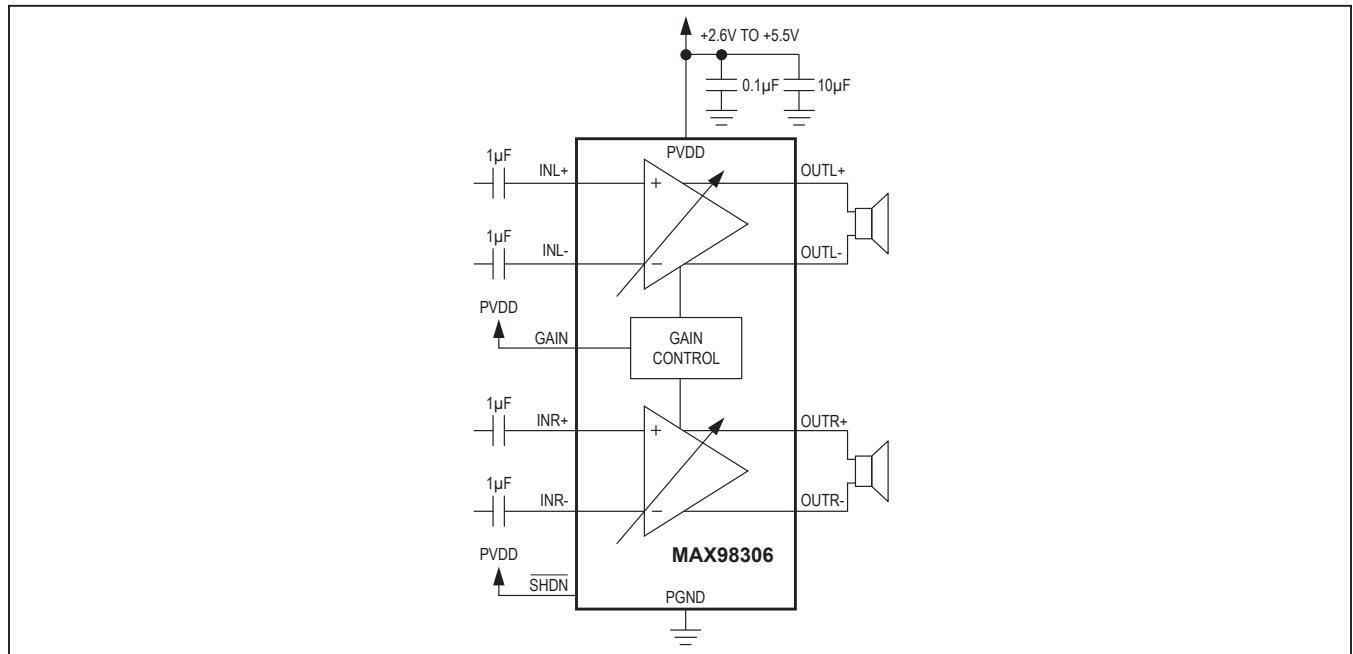 +2.6V TO +5.5V
0.1µF
10µF
PVDD
1µF
INL+
+
OUTL+
1µF
INL-
−
OUTL-
PVDD
GAIN
GAIN
CONTROL
1µF
INR+
+
OUTR+
1µF
INR-
−
OUTR-
PVDD
MAX98306
SHDN
PGND